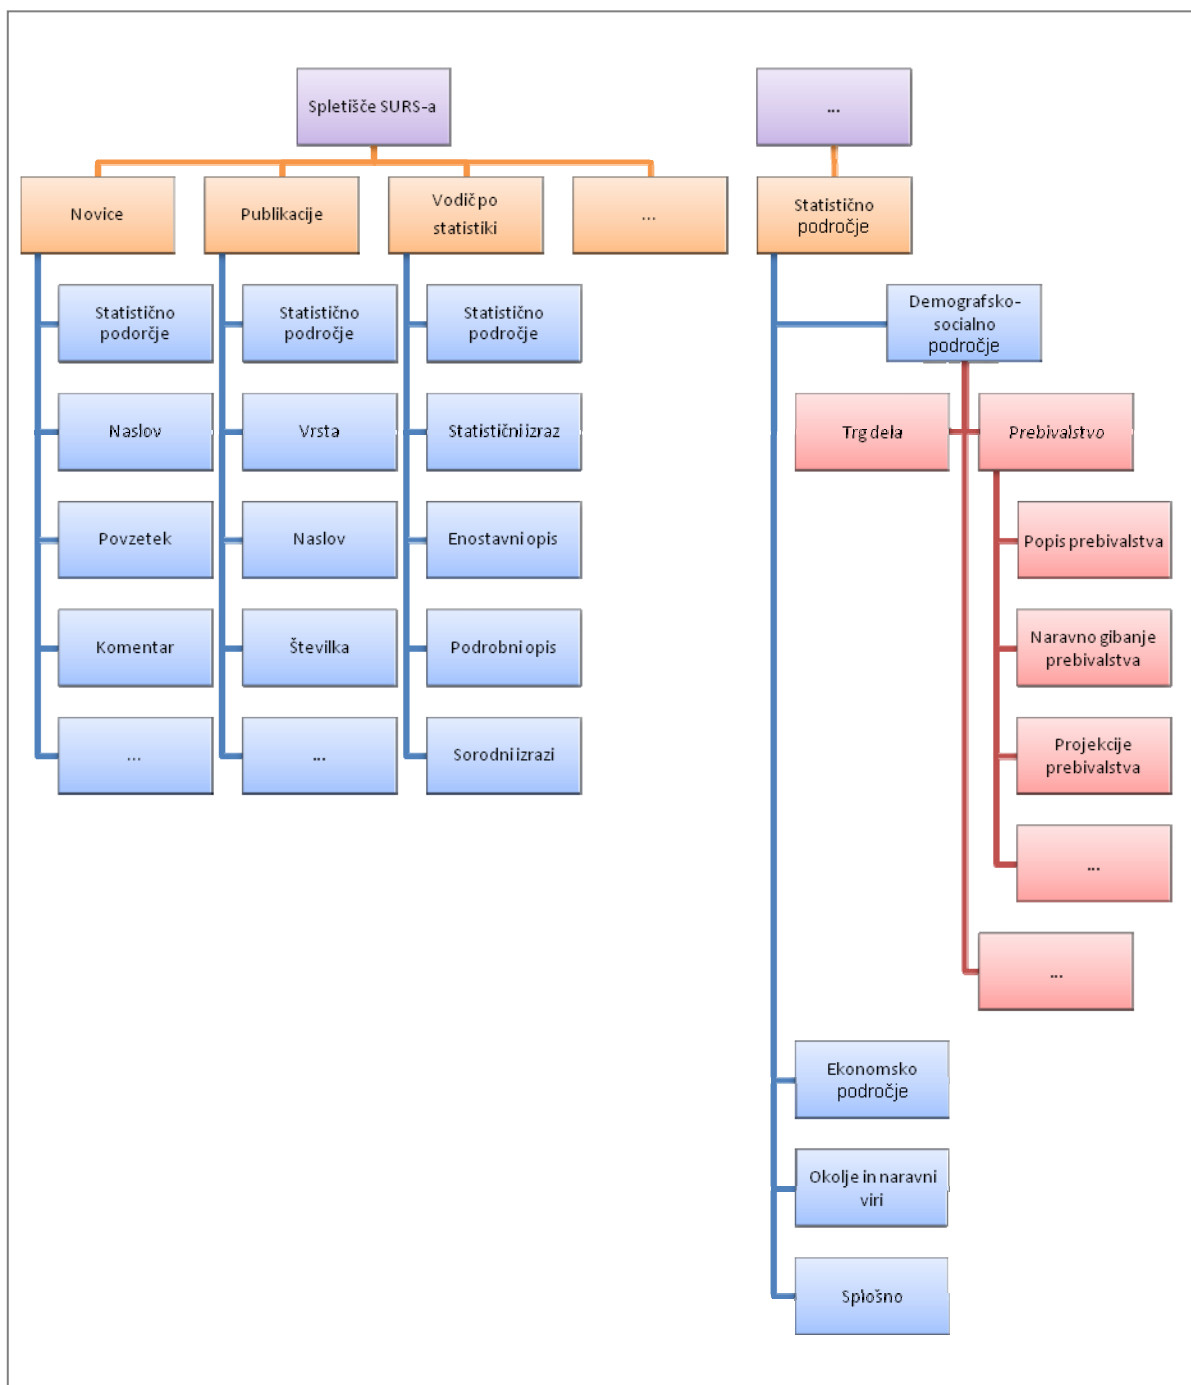 Spletišče SURS-a
...
Novice
Publikacije
Vodič po
statistiki
...
Statistično
področje
Statistično
podorčje
Statistično
področje
Statistično
področje
Demografsko-
socialno
področje
Naslov
Vrsta
Statistični izraz
Trg dela
Prebivalstvo
Povzetek
Naslov
Enostavni opis
Popis prebivalstva
Komentar
Številka
Podrobni opis
Naravno gibanje
prebivalstva
...
...
Sorodni izrazi
Projekcije
prebivalstva
...
...
Ekonomsko
področje
Okolje in naravni
viri
Splošno